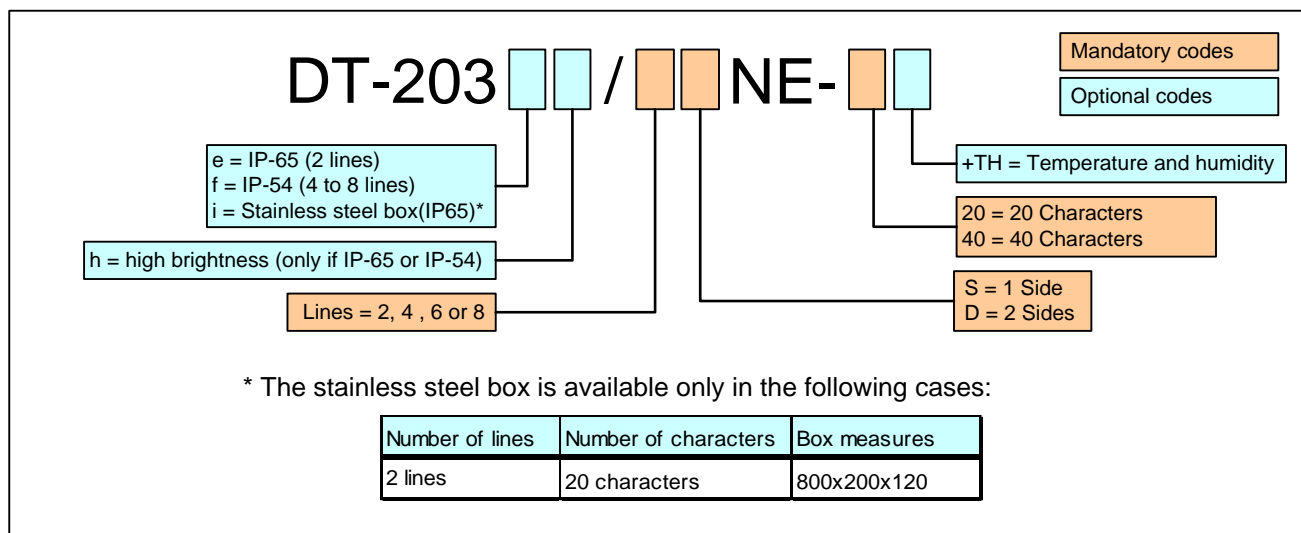 DT-203 / NE-
Mandatory codes
Optional codes
e = IP-65 (2 lines)
f = IP-54 (4 to 8 lines)
i = Stainless steel box(IP65)*
+TH = Temperature and humidity
20 = 20 Characters
40 = 40 Characters
h = high brightness (only if IP-65 or IP-54)
S = 1 Side
D = 2 Sides
Lines = 2, 4 , 6 or 8
* The stainless steel box is available only in the following cases:
Number of lines Number of characters Box measures
2 lines 20 characters 800x200x120